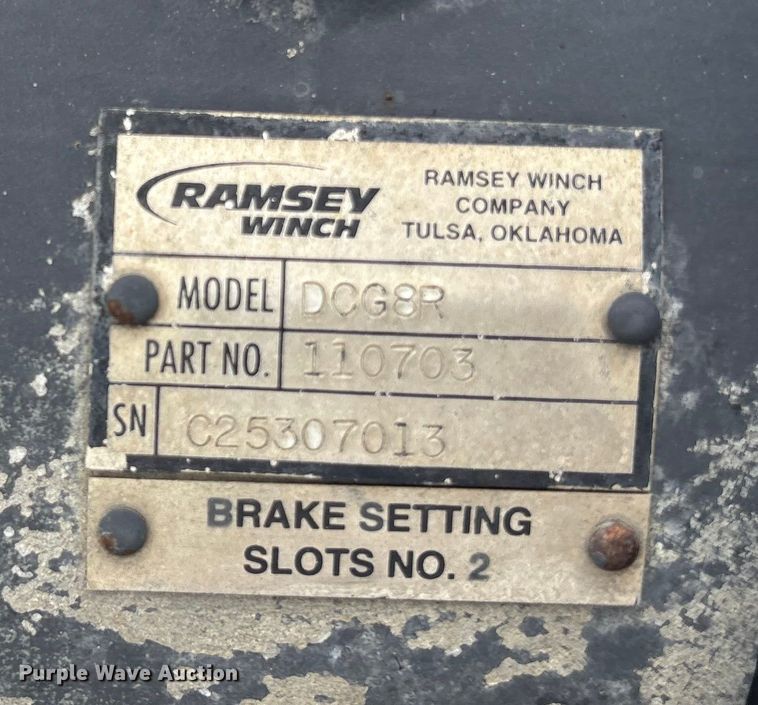 RAMSEY
WINCH
RAMSEY WINCH
COMPANY
TULSA, OKLAHOMA
MODEL DCG8R
PART NO. 110703
SN C25307013
BRAKE SETTING
SLOTS NO. 2
Purple Wave Auction